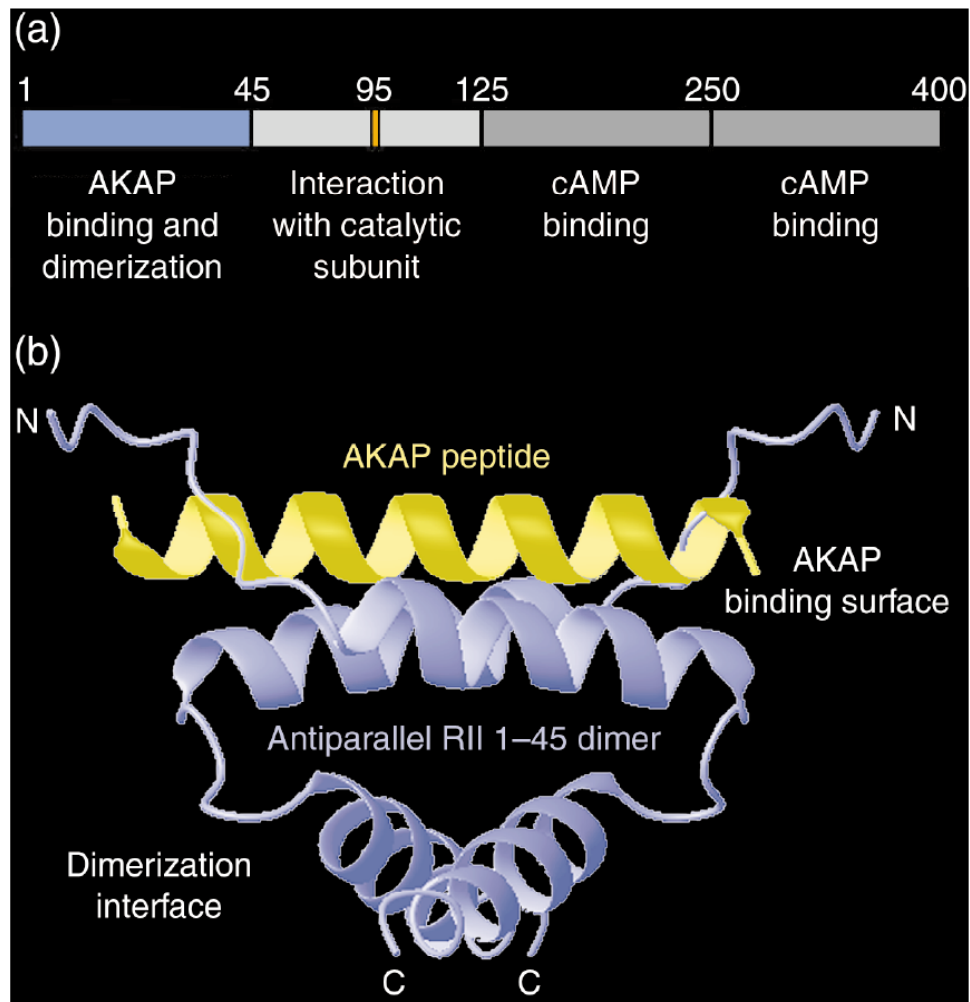 (a)
1 45 95 125 250 400
AKAP
binding and
dimerization
Interaction
with catalytic
subunit
cAMP
binding
cAMP
binding
(b)
N
N
AKAP peptide
AKAP
binding surface
Antiparallel RII 1–45 dimer
Dimerization
interface
C
C